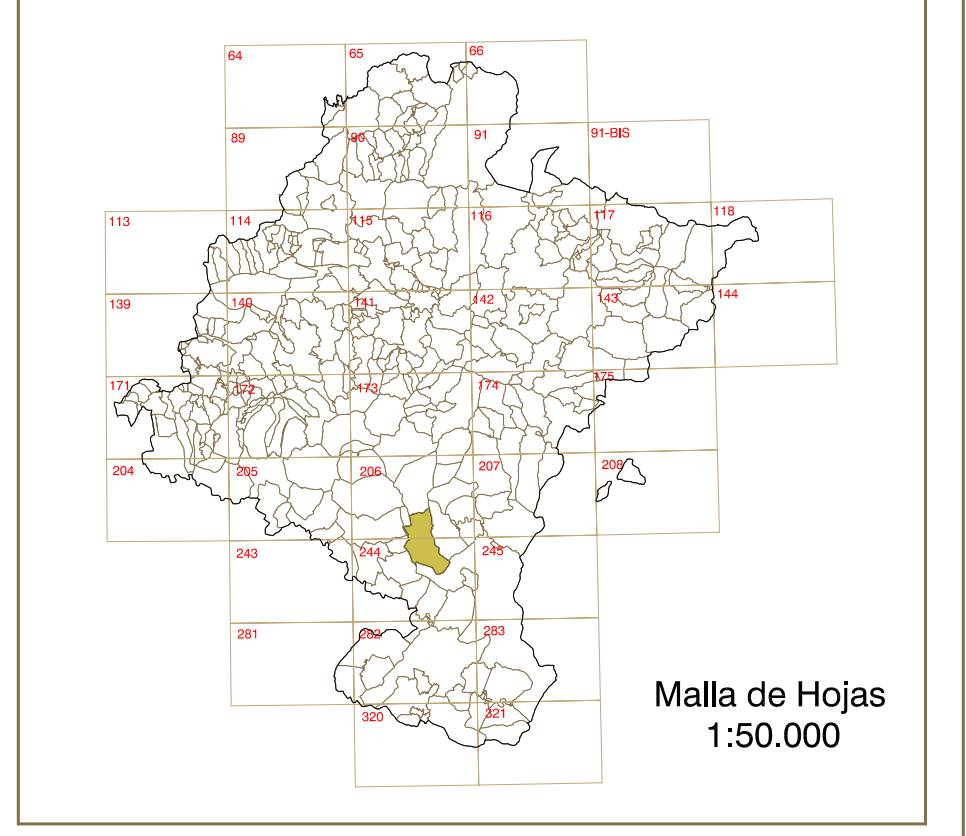 64 65 66
89 90 91 91-BIS
113 114 115 116 117 118
139 140 141 142 143 144
171 172 173 174 175
204 205 206 207 208
243 244 245
281 282 283
320 321
Malla de Hojas
1:50.000